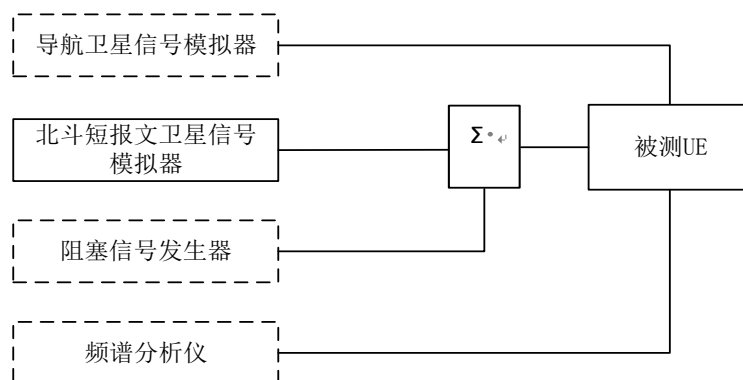 导航卫星信号模拟器
北斗短报文卫星信号
模拟器
Σ
被测UE
阻塞信号发生器
频谱分析仪